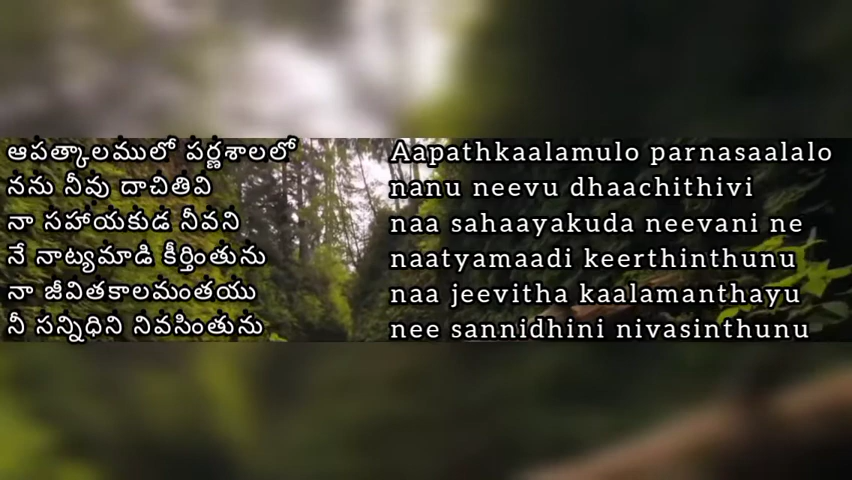 ఆపత్కాలములో పర్ణశాలలో
నను నీవు దాచితివి
నా సహాయకుడ నీవని
నే నాట్యమాడి కీర్తింతును
నా జీవితకాలమంతయు
నీ సన్నిధిని నివసింతును
Aapathkaalamulo parnasaalalo
nanu neevu dhaachithivi
naa sahaayakuda neevani ne
naatyamaadi keerthinthunu
naa jeevitha kaalamanthayu
nee sannidhini nivasinthunu